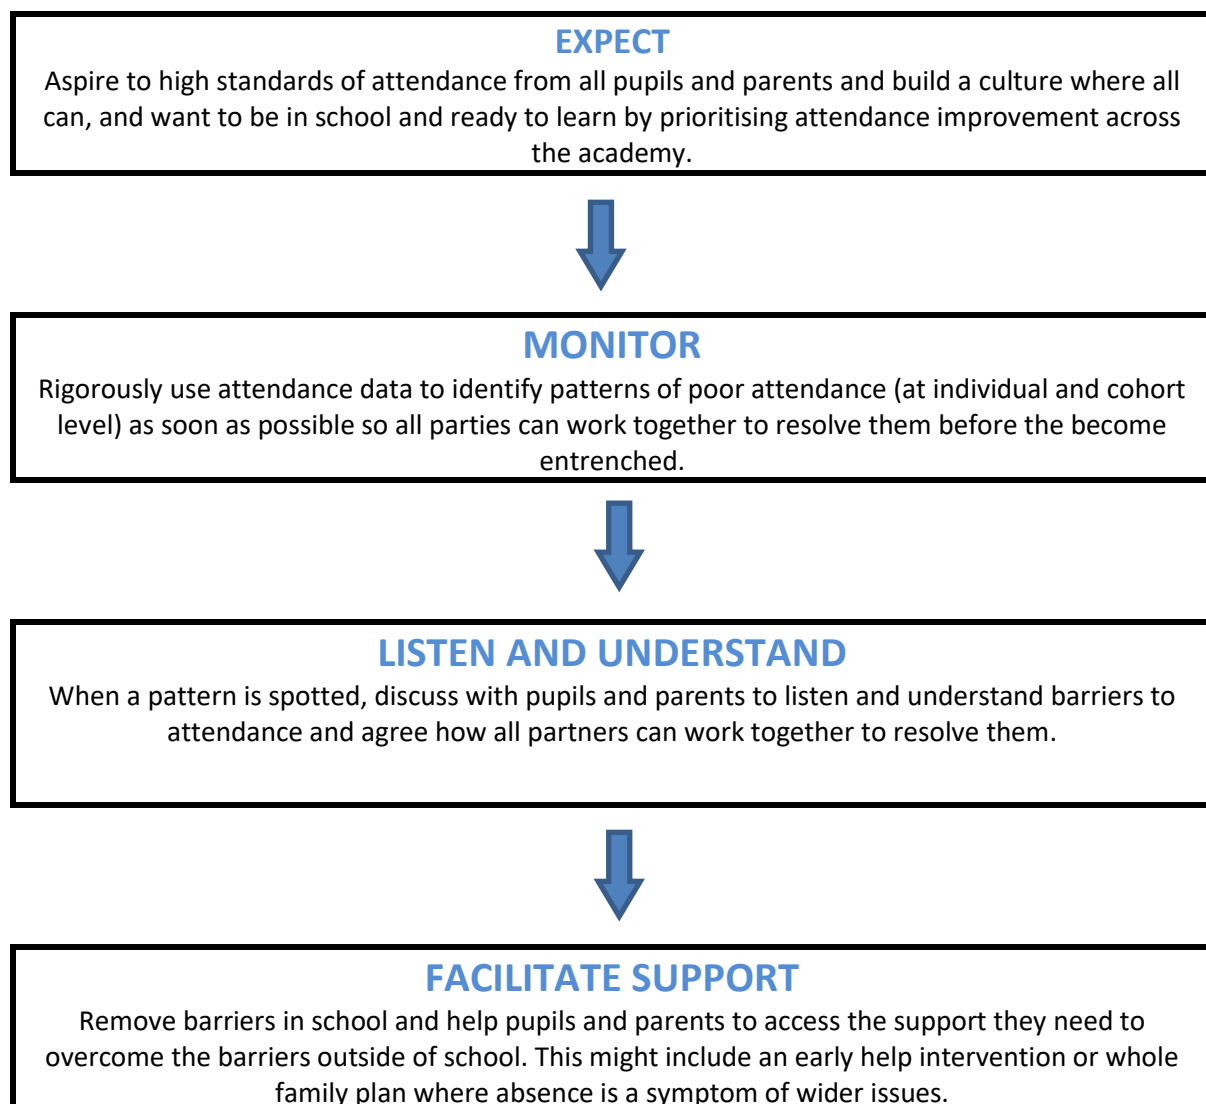 EXPECT
Aspire to high standards of attendance from all pupils and parents and build a culture where all
can, and want to be in school and ready to learn by prioritising attendance improvement across
the academy.
MONITOR
Rigorously use attendance data to identify patterns of poor attendance (at individual and cohort
level) as soon as possible so all parties can work together to resolve them before the become
entrenched.
LISTEN AND UNDERSTAND
When a pattern is spotted, discuss with pupils and parents to listen and understand barriers to
attendance and agree how all partners can work together to resolve them.
FACILITATE SUPPORT
Remove barriers in school and help pupils and parents to access the support they need to
overcome the barriers outside of school. This might include an early help intervention or whole
family plan where absence is a symptom of wider issues.